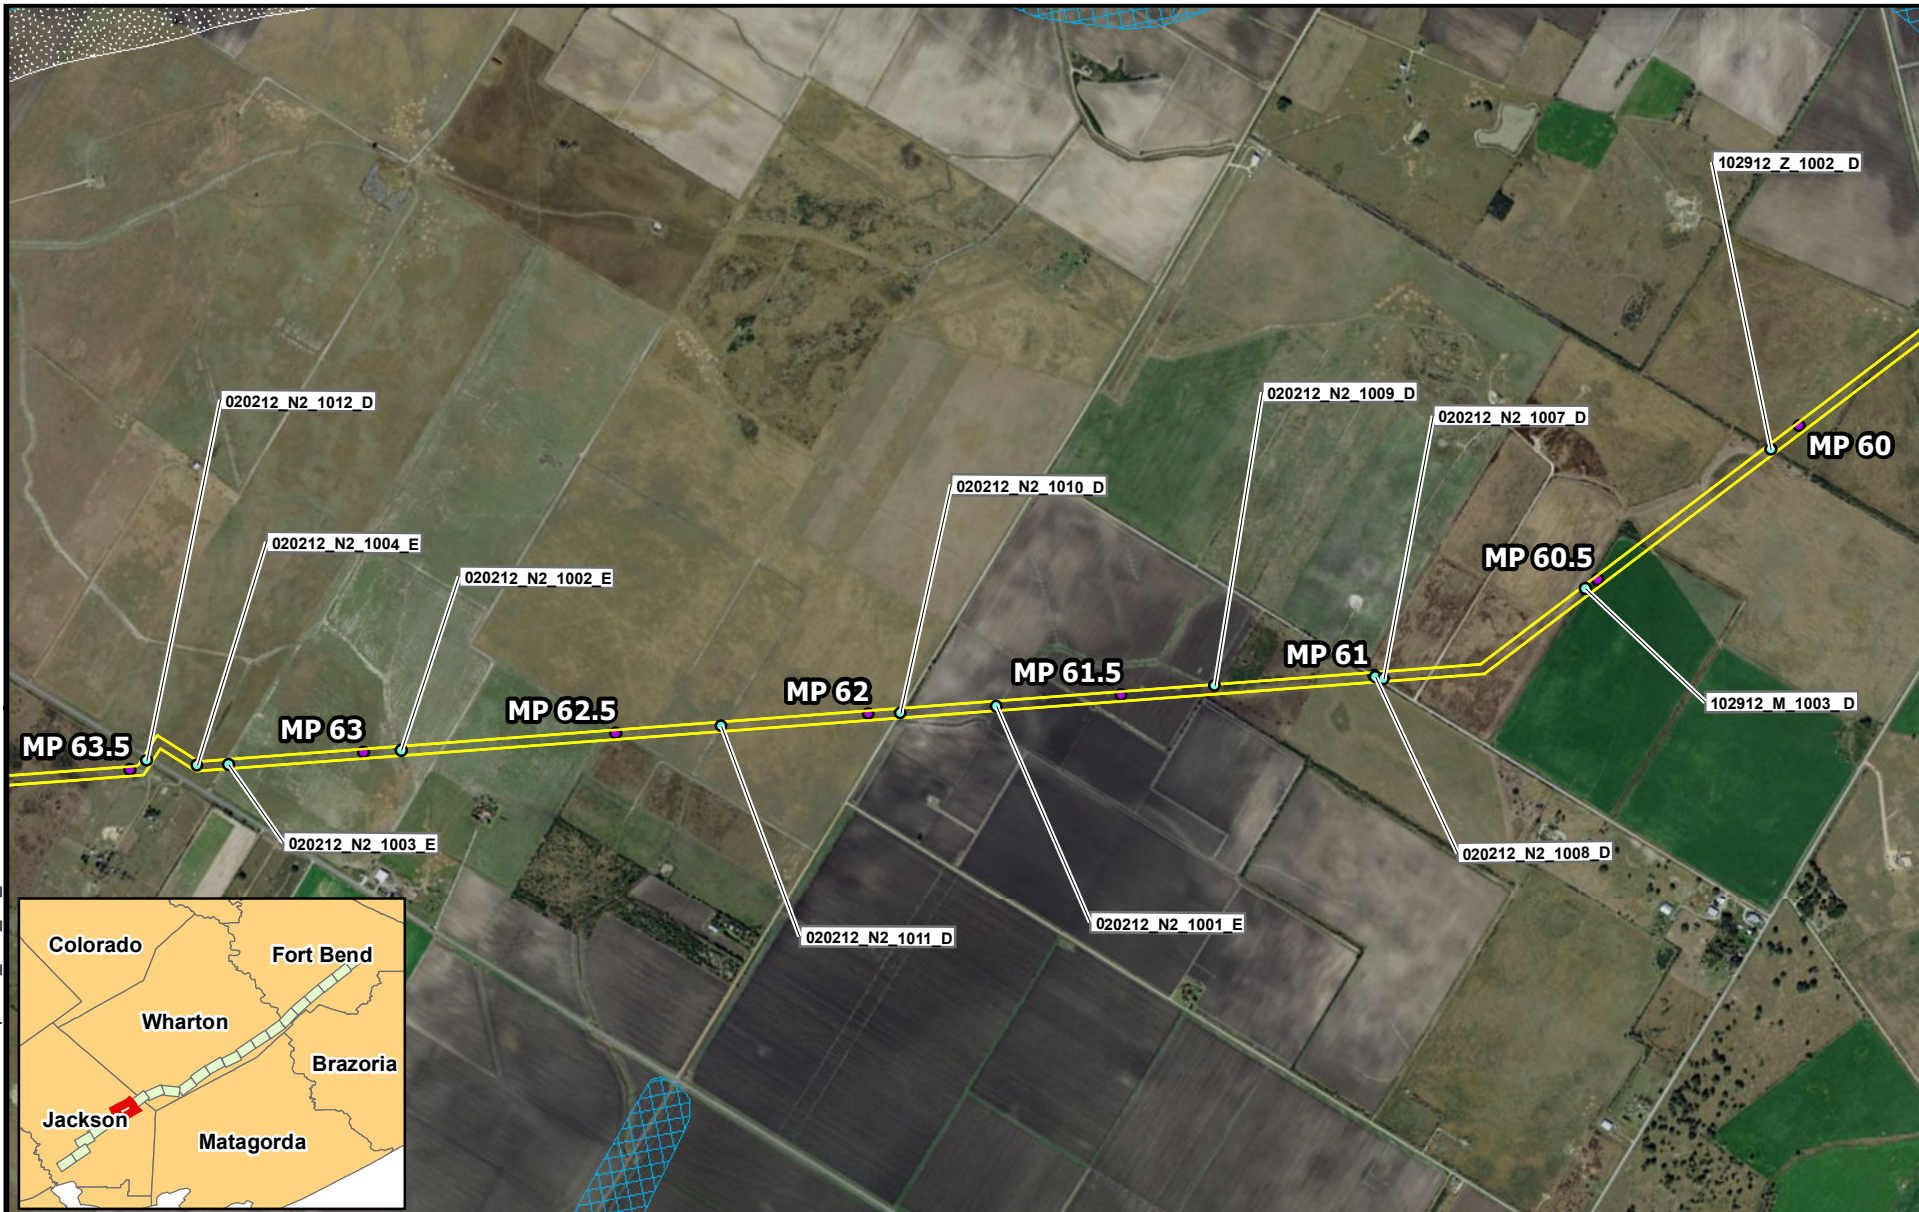 102912_Z_1002_D
020212_N2_1009_D
020212_N2_1012_D
020212_N2_1007_D
MP 60
020212_N2_1010_D
020212_N2_1004_E
MP 60.5
020212_N2_1002_E
MP 61
MP 61.5
MP 62
102912_M_1003_D
MP 62.5
MP 63
MP 63.5
020212_N2_1003_E
020212_N2_1008_D
020212_N2_1001_E
020212_N2_1011_D
Colorado
Fort Bend
Wharton
Brazoria
Jackson
Matagorda